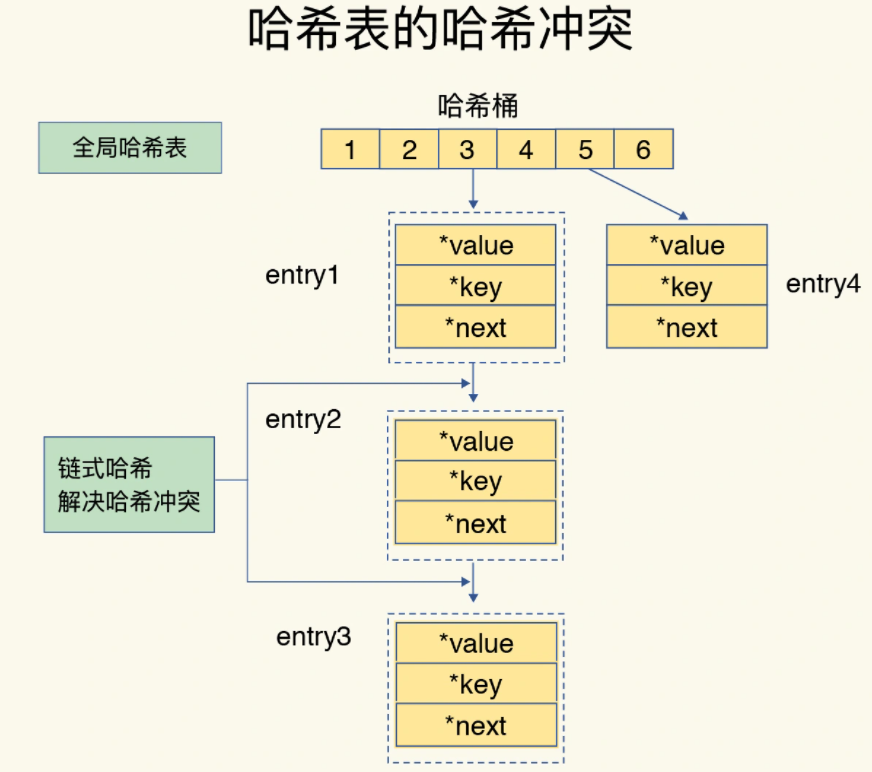 哈希表的哈希冲突
哈希桶
全局哈希表
1 2 3 4 5 6
entry1
*value
*key
*next
*value
*key
*next
entry4
entry2
*value
*key
*next
链式哈希
解决哈希冲突
entry3
*value
*key
*next